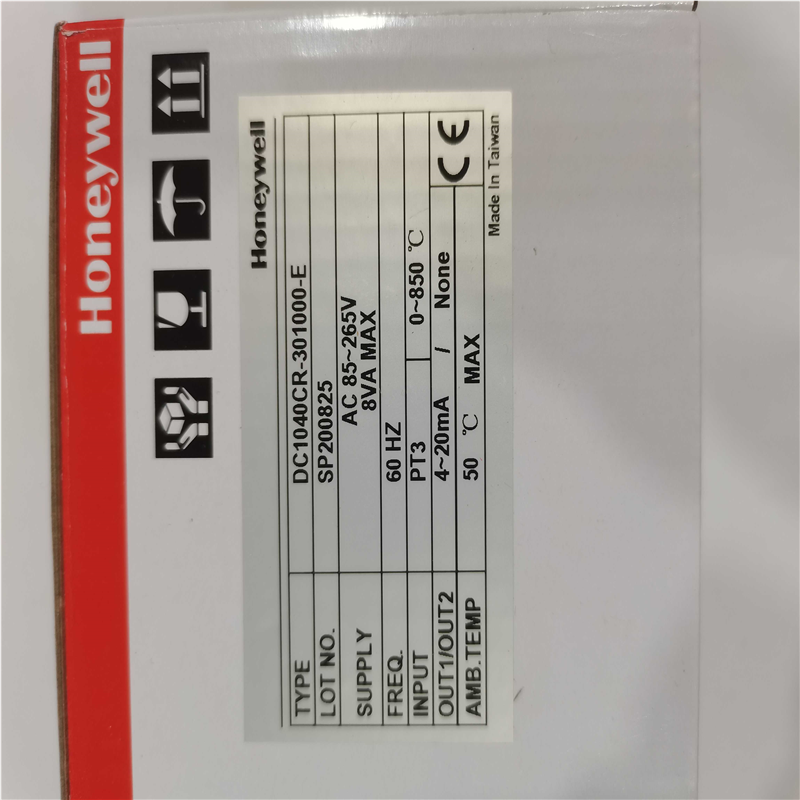 Honeywell
Honeywell
TYPE DC1040CR-301000-E
LOT NO. SP200825
SUPPLY AC 85~265V
8VA MAX
FREQ. 60 HZ
INPUT PT3 0~850 ℃
OUT1/OUT2 4~20mA / None
AMB.TEMP 50 ℃ MAX
CE
Made In Taiwan